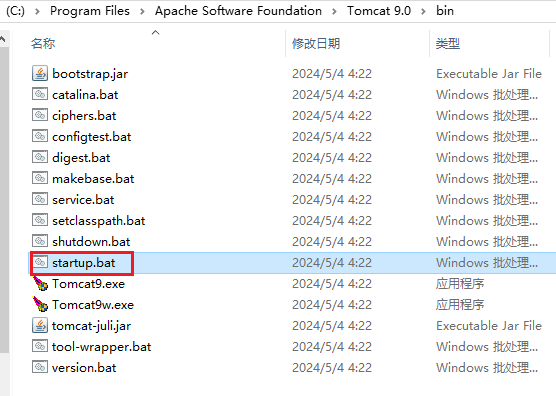 (C:) > Program Files > Apache Software Foundation > Tomcat 9.0 > bin
名称 修改日期 类型
bootstrap.jar 2024/5/4 4:22 Executable Jar File
catalina.bat 2024/5/4 4:22 Windows 批处理...
ciphers.bat 2024/5/4 4:22 Windows 批处理...
configtest.bat 2024/5/4 4:22 Windows 批处理...
digest.bat 2024/5/4 4:22 Windows 批处理...
makebase.bat 2024/5/4 4:22 Windows 批处理...
service.bat 2024/5/4 4:22 Windows 批处理...
setclasspath.bat 2024/5/4 4:22 Windows 批处理...
shutdown.bat 2024/5/4 4:22 Windows 批处理...
startup.bat 2024/5/4 4:22 Windows 批处理...
Tomcat9.exe 2024/5/4 4:22 应用程序
Tomcat9w.exe 2024/5/4 4:22 应用程序
tomcat-juli.jar 2024/5/4 4:22 Executable Jar File
tool-wrapper.bat 2024/5/4 4:22 Windows 批处理...
version.bat 2024/5/4 4:22 Windows 批处理...